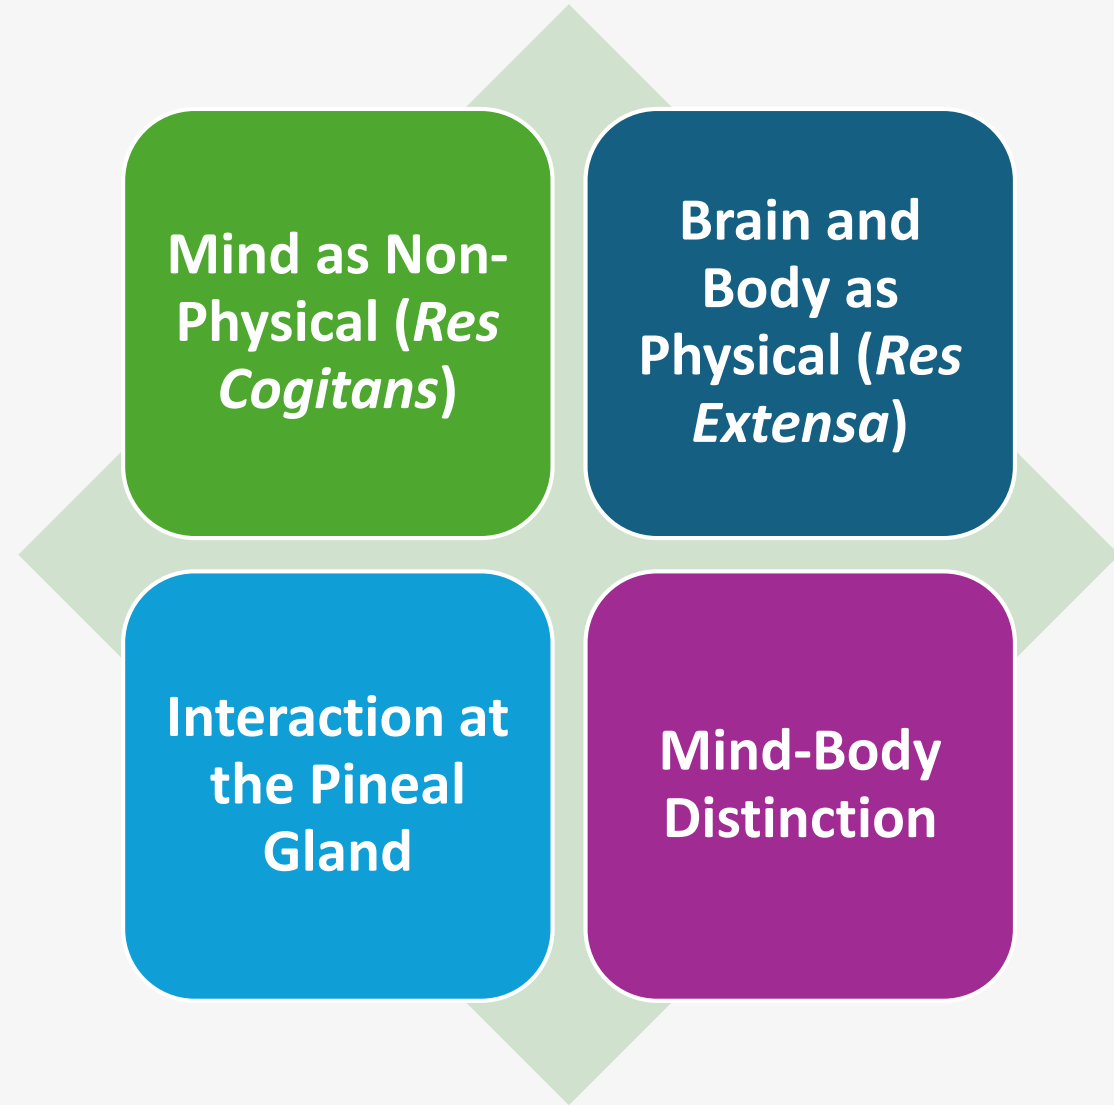 Mind as Non-
Physical (Res
Cogitans)
Brain and
Body as
Physical (Res
Extensa)
Interaction at
the Pineal
Gland
Mind-Body
Distinction